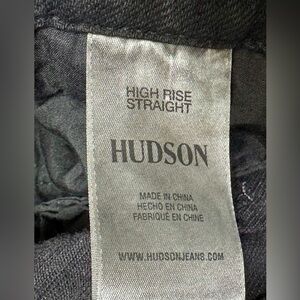 HIGH RISE
STRAIGHT
HUDSON
MADE IN CHINA
HECHO EN CHINA
FABRIQUÉ EN CHINE
WWW.HUDSONJEANS.COM